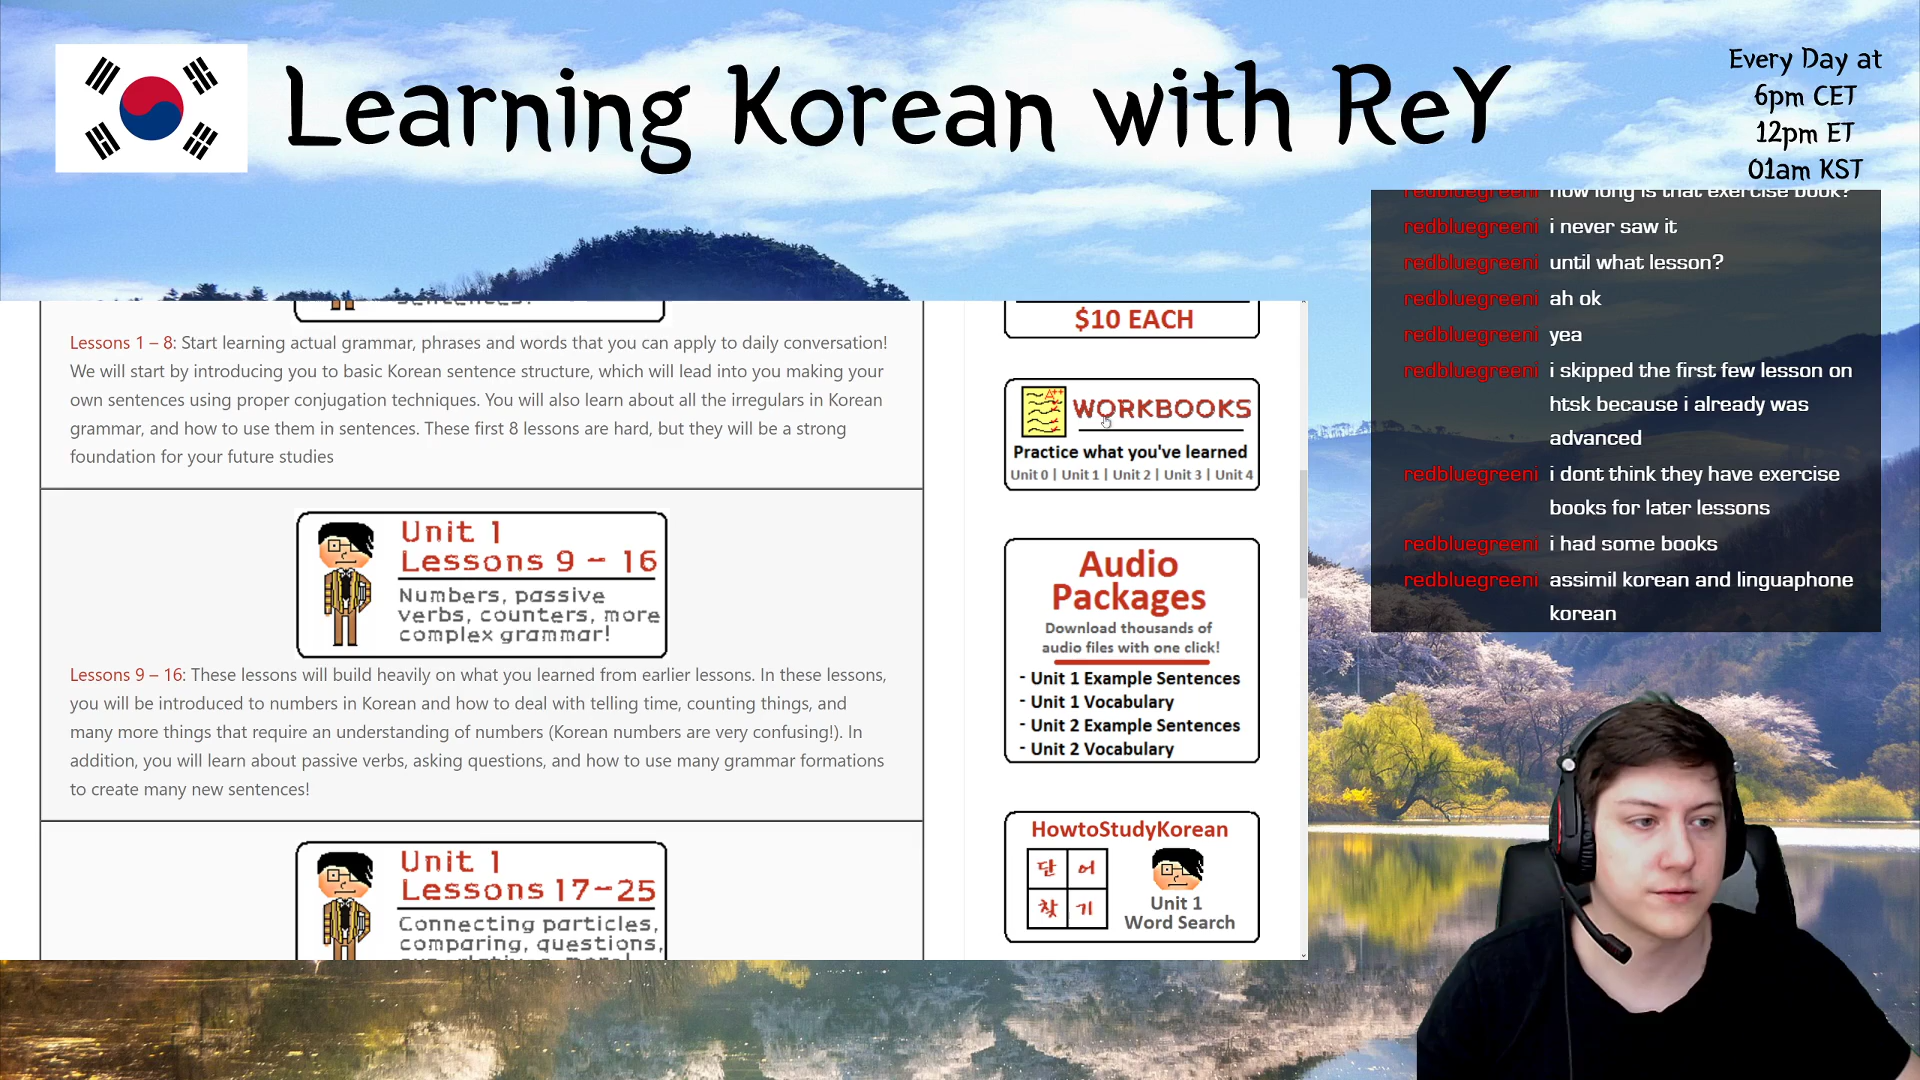 Learning Korean with ReY
Every Day at
6pm CET
12pm ET
01am KST
redbluegreeni how long is that exercise book?
redbluegreeni i never saw it
redbluegreeni until what lesson?
redbluegreeni ah ok
redbluegreeni yea
redbluegreeni i skipped the first few lesson on
htsk because i already was
advanced
redbluegreeni i dont think they have exercise
books for later lessons
redbluegreeni i had some books
redbluegreeni assimil korean and linguaphone
korean
Lessons 1 – 8: Start learning actual grammar, phrases and words that you can apply to daily conversation!
We will start by introducing you to basic Korean sentence structure, which will lead into you making your
own sentences using proper conjugation techniques. You will also learn about all the irregulars in Korean
grammar, and how to use them in sentences. These first 8 lessons are hard, but they will be a strong
foundation for your future studies
Unit 1
Lessons 9 - 16
Numbers, passive
verbs, counters, more
complex grammar!
Lessons 9 – 16: These lessons will build heavily on what you learned from earlier lessons. In these lessons,
you will be introduced to numbers in Korean and how to deal with telling time, counting things, and
many more things that require an understanding of numbers (Korean numbers are very confusing!). In
addition, you will learn about passive verbs, asking questions, and how to use many grammar formations
to create many new sentences!
Unit 1
Lessons 17-25
Connecting particles,
comparing, questions,
$10 EACH
A++
WORKBOOKS
Practice what you've learned
Unit 0 | Unit 1 | Unit 2 | Unit 3 | Unit 4
Audio
Packages
Download thousands of
audio files with one click!
- Unit 1 Example Sentences
- Unit 1 Vocabulary
- Unit 2 Example Sentences
- Unit 2 Vocabulary
HowtoStudyKorean
단 어
찾 기
Unit 1
Word Search